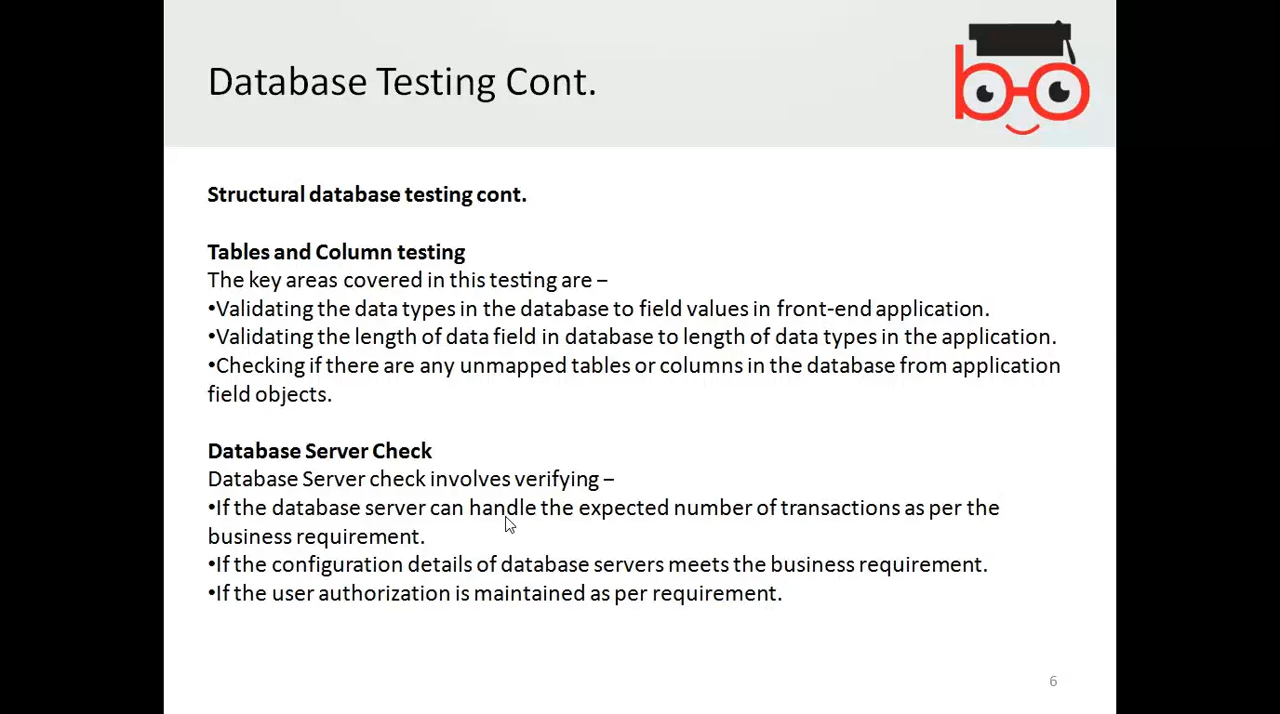 Database Testing Cont.
Structural database testing cont.
Tables and Column testing
The key areas covered in this testing are –
•Validating the data types in the database to field values in front-end application.
•Validating the length of data field in database to length of data types in the application.
•Checking if there are any unmapped tables or columns in the database from application
field objects.
Database Server Check
Database Server check involves verifying –
•If the database server can handle the expected number of transactions as per the
business requirement.
•If the configuration details of database servers meets the business requirement.
•If the user authorization is maintained as per requirement.
6